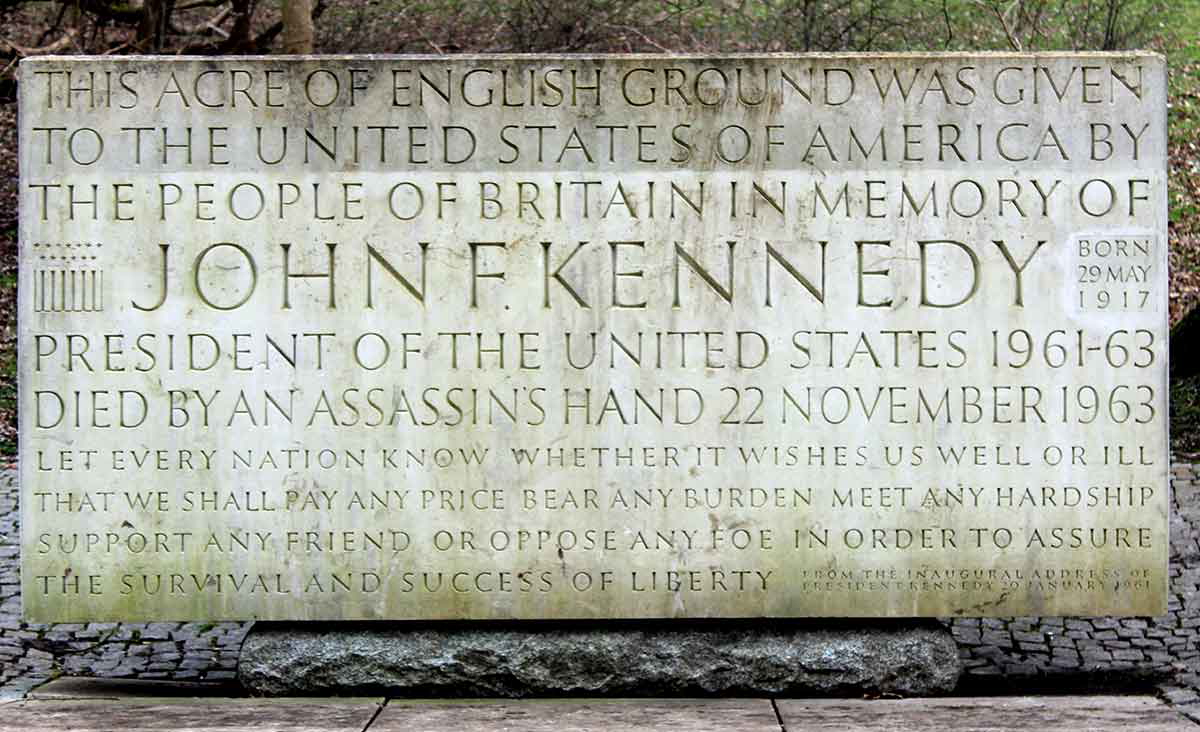 THIS ACRE OF ENGLISH GROUND WAS GIVEN
TO THE UNITED STATES OF AMERICA BY
THE PEOPLE OF BRITAIN IN MEMORY OF
JOHN F. KENNEDY
BORN
29 MAY
1917
PRESIDENT OF THE UNITED STATES 1961-63
DIED BY AN ASSASSIN'S HAND 22 NOVEMBER 1963
LET EVERY NATION KNOW WHETHER IT WISHES US WELL OR ILL
THAT WE SHALL PAY ANY PRICE BEAR ANY BURDEN MEET ANY HARDSHIP
SUPPORT ANY FRIEND OR OPPOSE ANY FOE IN ORDER TO ASSURE
THE SURVIVAL AND SUCCESS OF LIBERTY
FROM THE INAUGURAL ADDRESS OF
PRESIDENT KENNEDY 20 JANUARY 1961